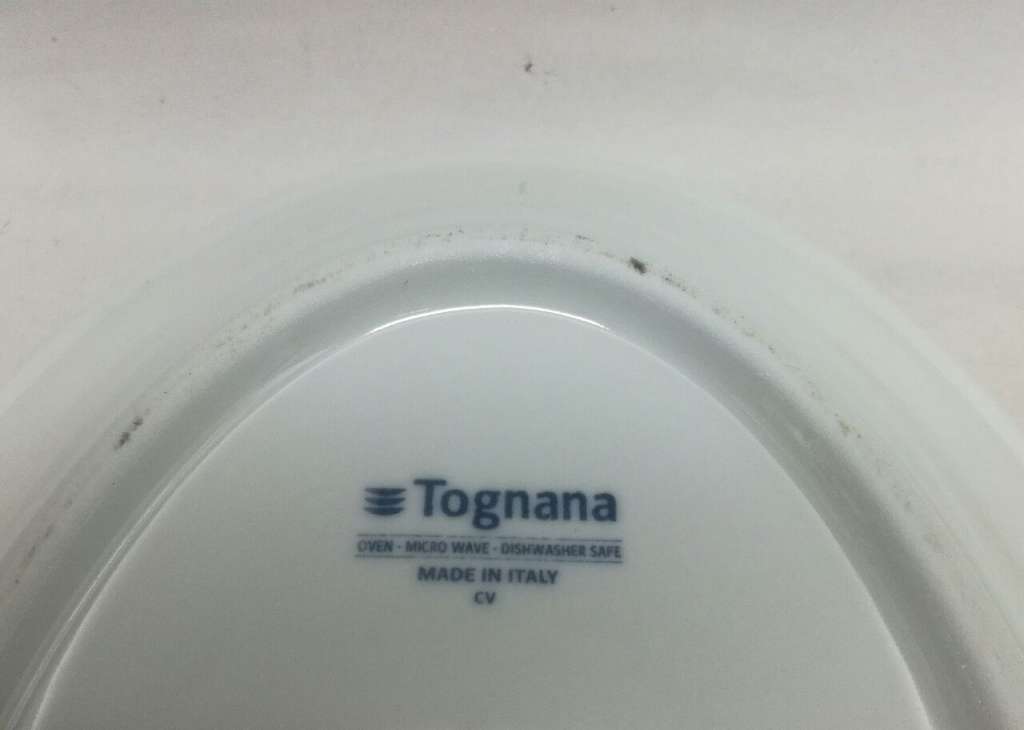 Tognana
OVEN - MICRO WAVE - DISHWASHER SAFE
MADE IN ITALY
CV